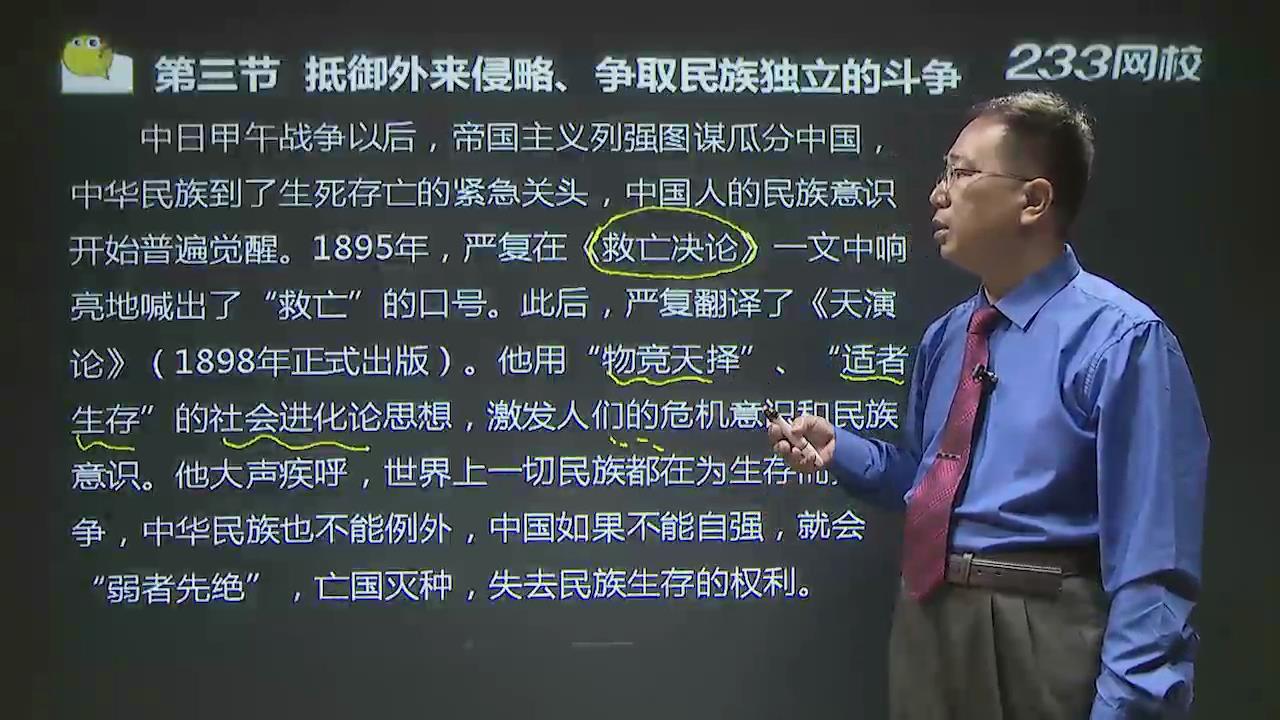 第三节 抵御外来侵略、争取民族独立的斗争
233网校
中日甲午战争以后，帝国主义列强图谋瓜分中国，
中华民族到了生死存亡的紧急关头，中国人的民族意识
开始普遍觉醒。1895年，严复在《救亡决论》一文中响
亮地喊出了“救亡”的口号。此后，严复翻译了《天演
论》（1898年正式出版）。他用“物竞天择”、“适者
生存”的社会进化论思想，激发人们的危机意识和民族
意识。他大声疾呼，世界上一切民族都在为生存而
争，中华民族也不能例外，中国如果不能自强，就会
“弱者先绝”，亡国灭种，失去民族生存的权利。